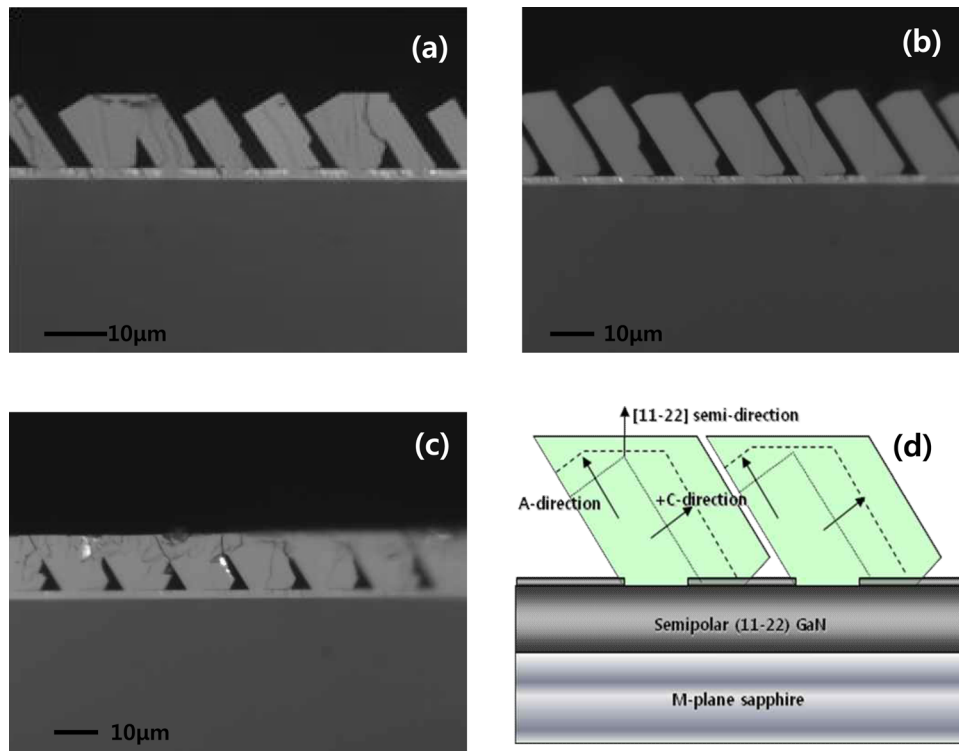 (a)
10μm
(b)
10μm
(c)
10μm
(d)
[11-22] semi-direction
A-direction
+C-direction
Semipolar (11-22) GaN
M-plane sapphire